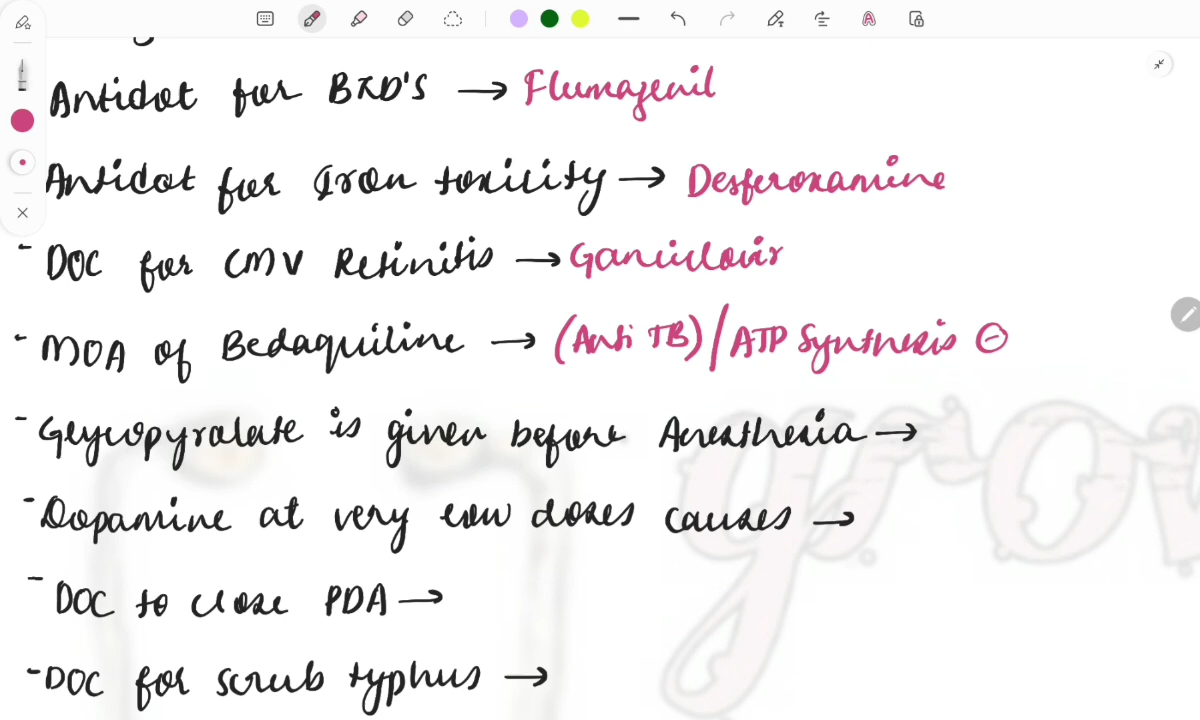 Antidot for BZD'S → Flumazenil
Antidot for Iron toxicity → Desferoxamine
- DOC for CMV Retinitis → Ganciclovir
- MOA of Bedaquiline → (Anti TB) / ATP Synthesis ⊖
- Glycopyrolate is given before Anesthesia →
- Dopamine at very low doses causes →
- DOC to close PDA →
- DOC for scrub typhus →
grow